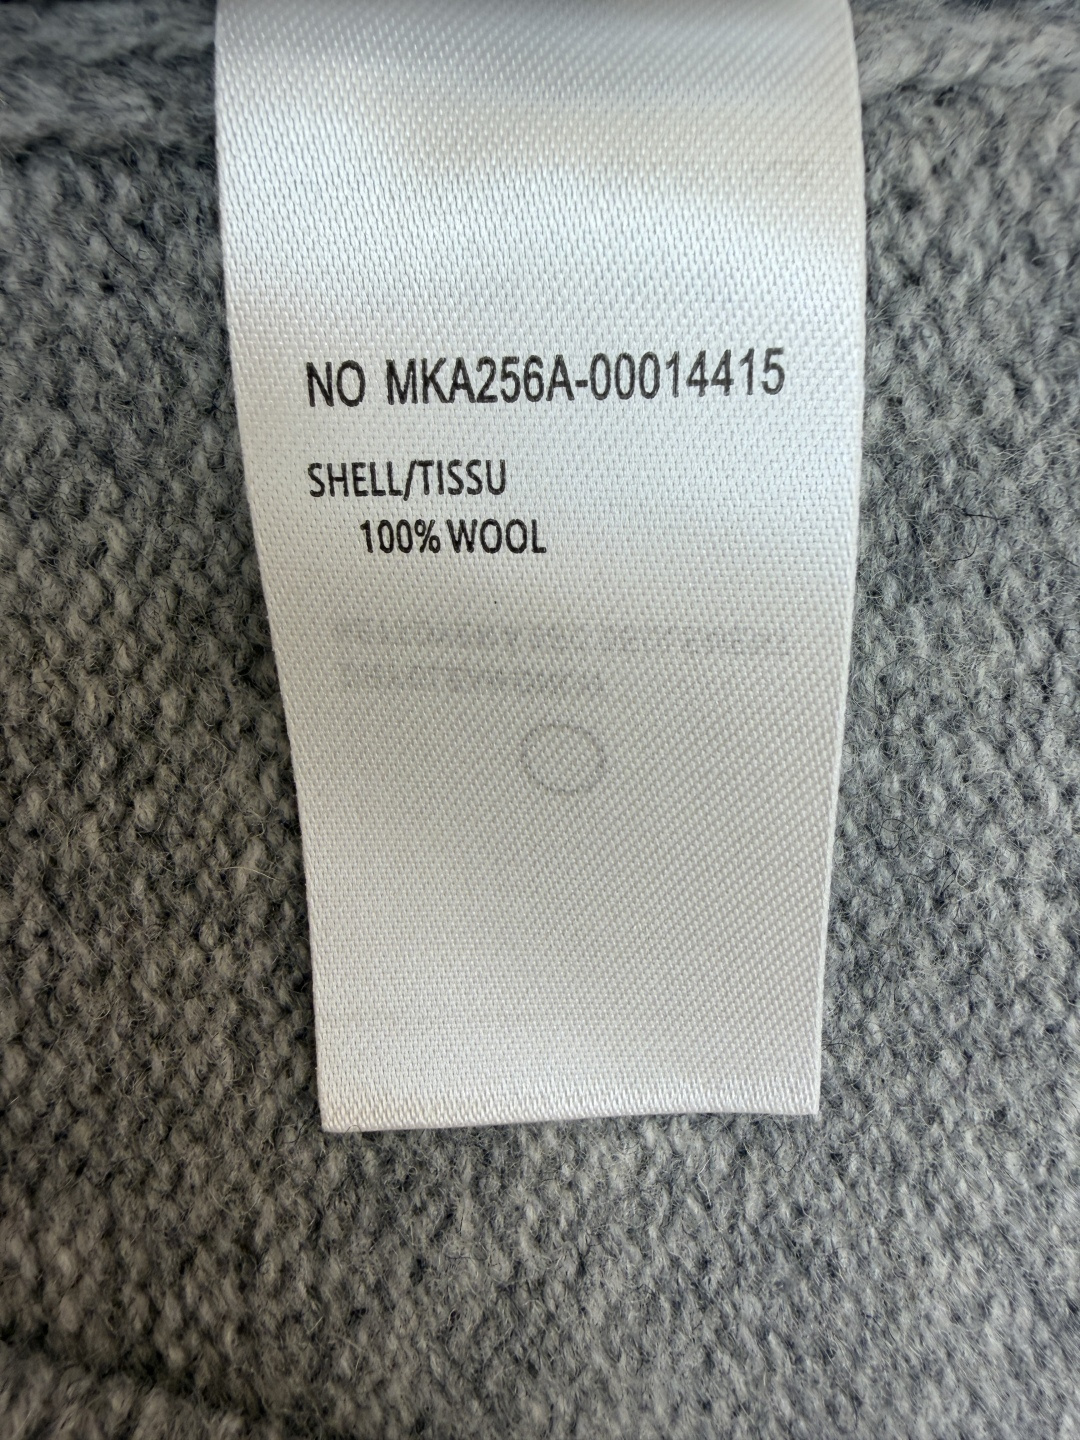 NO MKA256A-00014415
SHELL/TISSU
100% WOOL